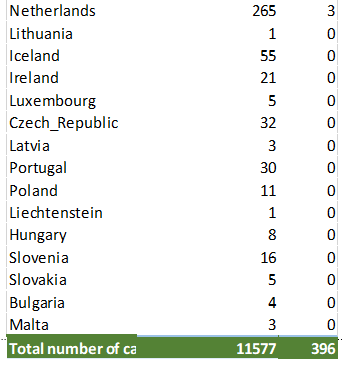 Netherlands 265 3
Lithuania 1 0
Iceland 55 0
Ireland 21 0
Luxembourg 5 0
Czech_Republic 32 0
Latvia 3 0
Portugal 30 0
Poland 11 0
Liechtenstein 1 0
Hungary 8 0
Slovenia 16 0
Slovakia 5 0
Bulgaria 4 0
Malta 3 0
Total number of ca 11577 396